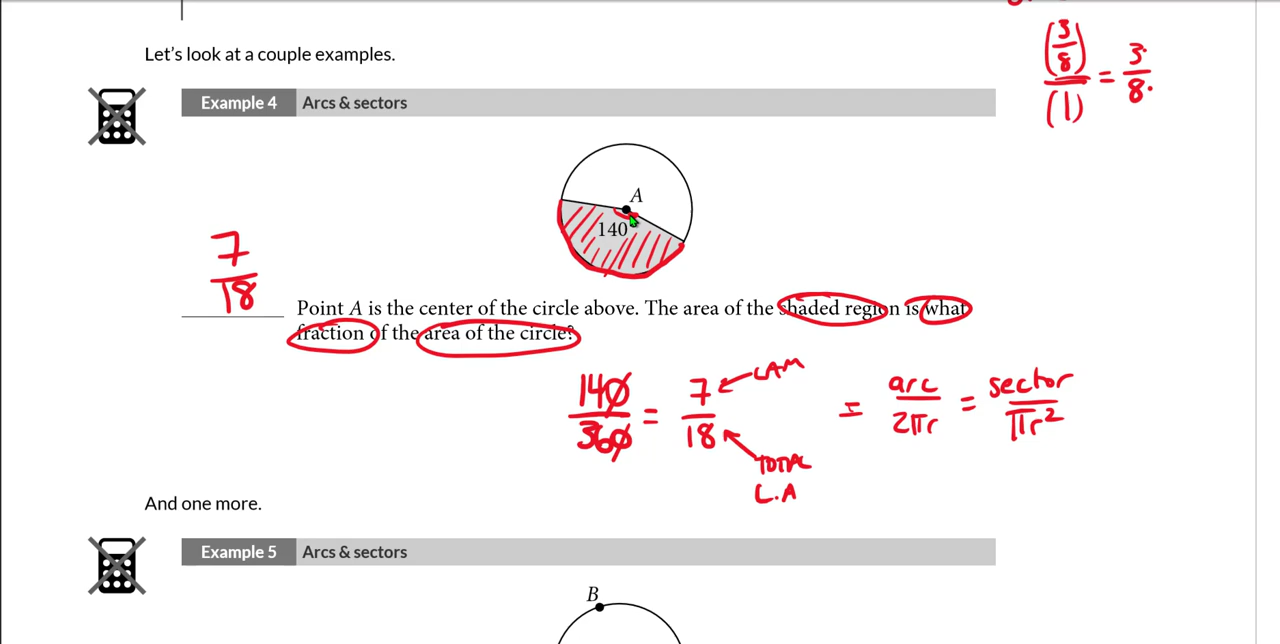 (3/8)/(1) = 3/8
Let's look at a couple examples.
Example 4 Arcs & sectors
A
140°
7/18
Point A is the center of the circle above. The area of the shaded region is what
fraction of the area of the circle?
140/360 = 7/18 = arc/2πr = sector/πr²
TOTAL
L.A
And one more.
Example 5 Arcs & sectors
B